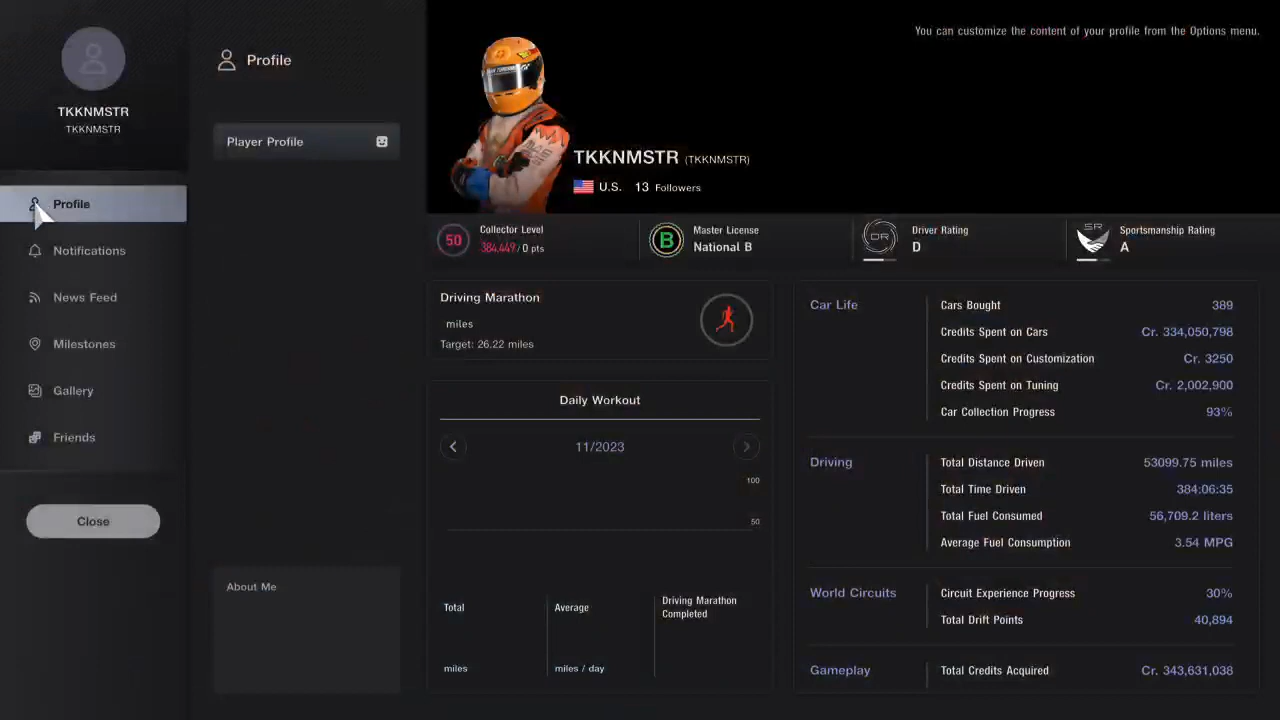 TKKNMSTR
TKKNMSTR
Profile
Notifications
News Feed
Milestones
Gallery
Friends
Close
Profile
Player Profile
About Me
You can customize the content of your profile from the Options menu.
TKKNMSTR (TKKNMSTR)
U.S. 13 Followers
50
Collector Level
384,449/0 pts
B
Master License
National B
DR
Driver Rating
D
SR
Sportsmanship Rating
A
Driving Marathon
miles
Target: 26.22 miles
Daily Workout
11/2023
100
50
Total
miles
Average
miles / day
Driving Marathon
Completed
Car Life
Cars Bought 389
Credits Spent on Cars Cr. 334,050,798
Credits Spent on Customization Cr. 3250
Credits Spent on Tuning Cr. 2,002,900
Car Collection Progress 93%
Driving
Total Distance Driven 53099.75 miles
Total Time Driven 384:06:35
Total Fuel Consumed 56,709.2 liters
Average Fuel Consumption 3.54 MPG
World Circuits
Circuit Experience Progress 30%
Total Drift Points 40,894
Gameplay
Total Credits Acquired Cr. 343,631,038